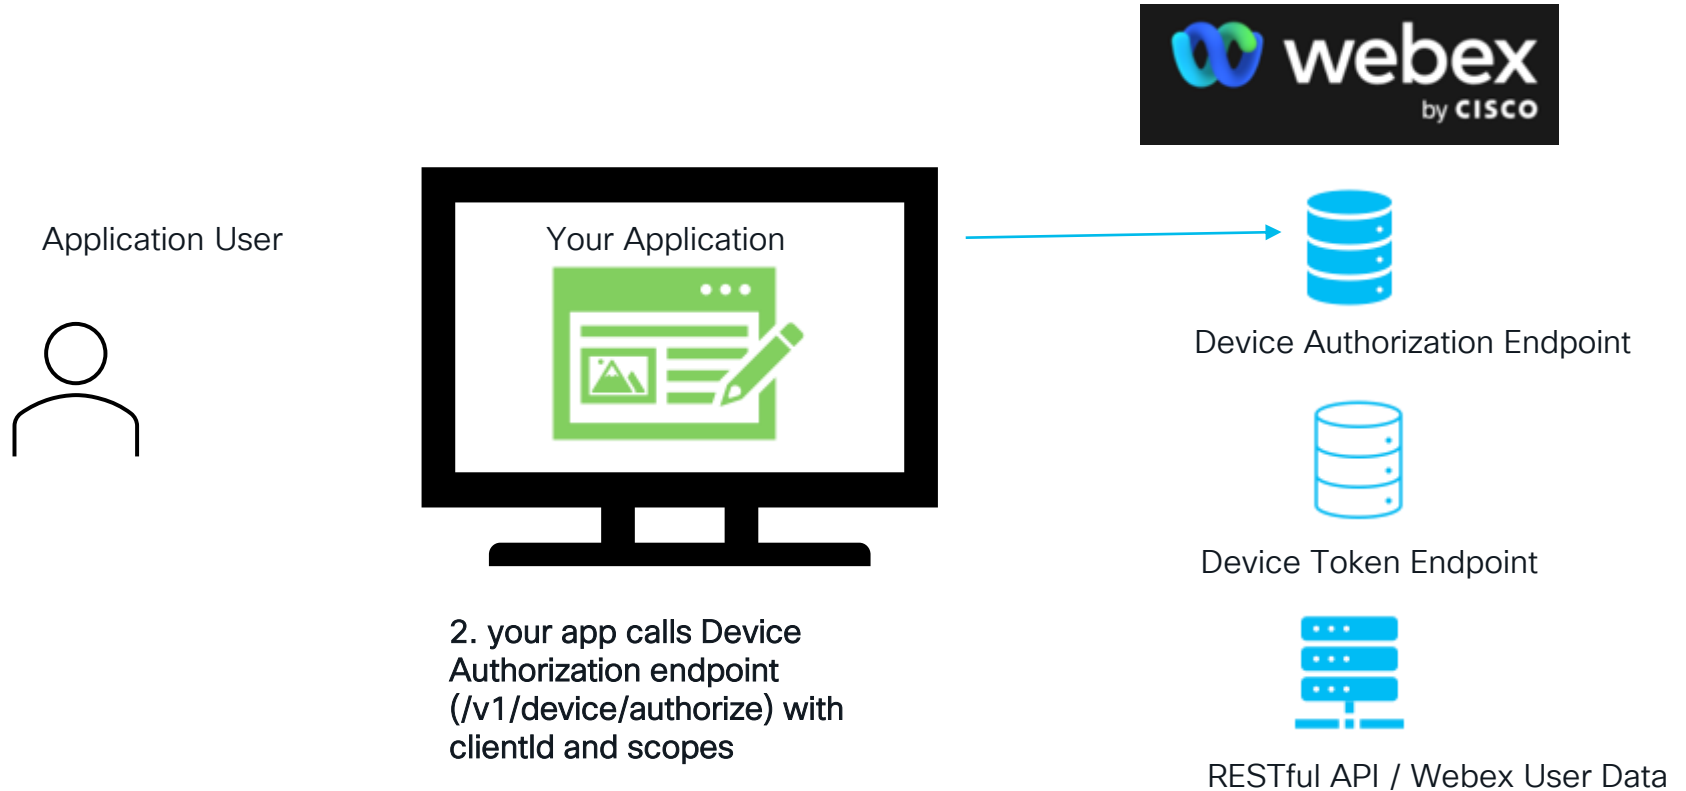 webex
by CISCO
Application User
Your Application
Device Authorization Endpoint
Device Token Endpoint
2. your app calls Device
Authorization endpoint
(/v1/device/authorize) with
clientId and scopes
RESTful API / Webex User Data